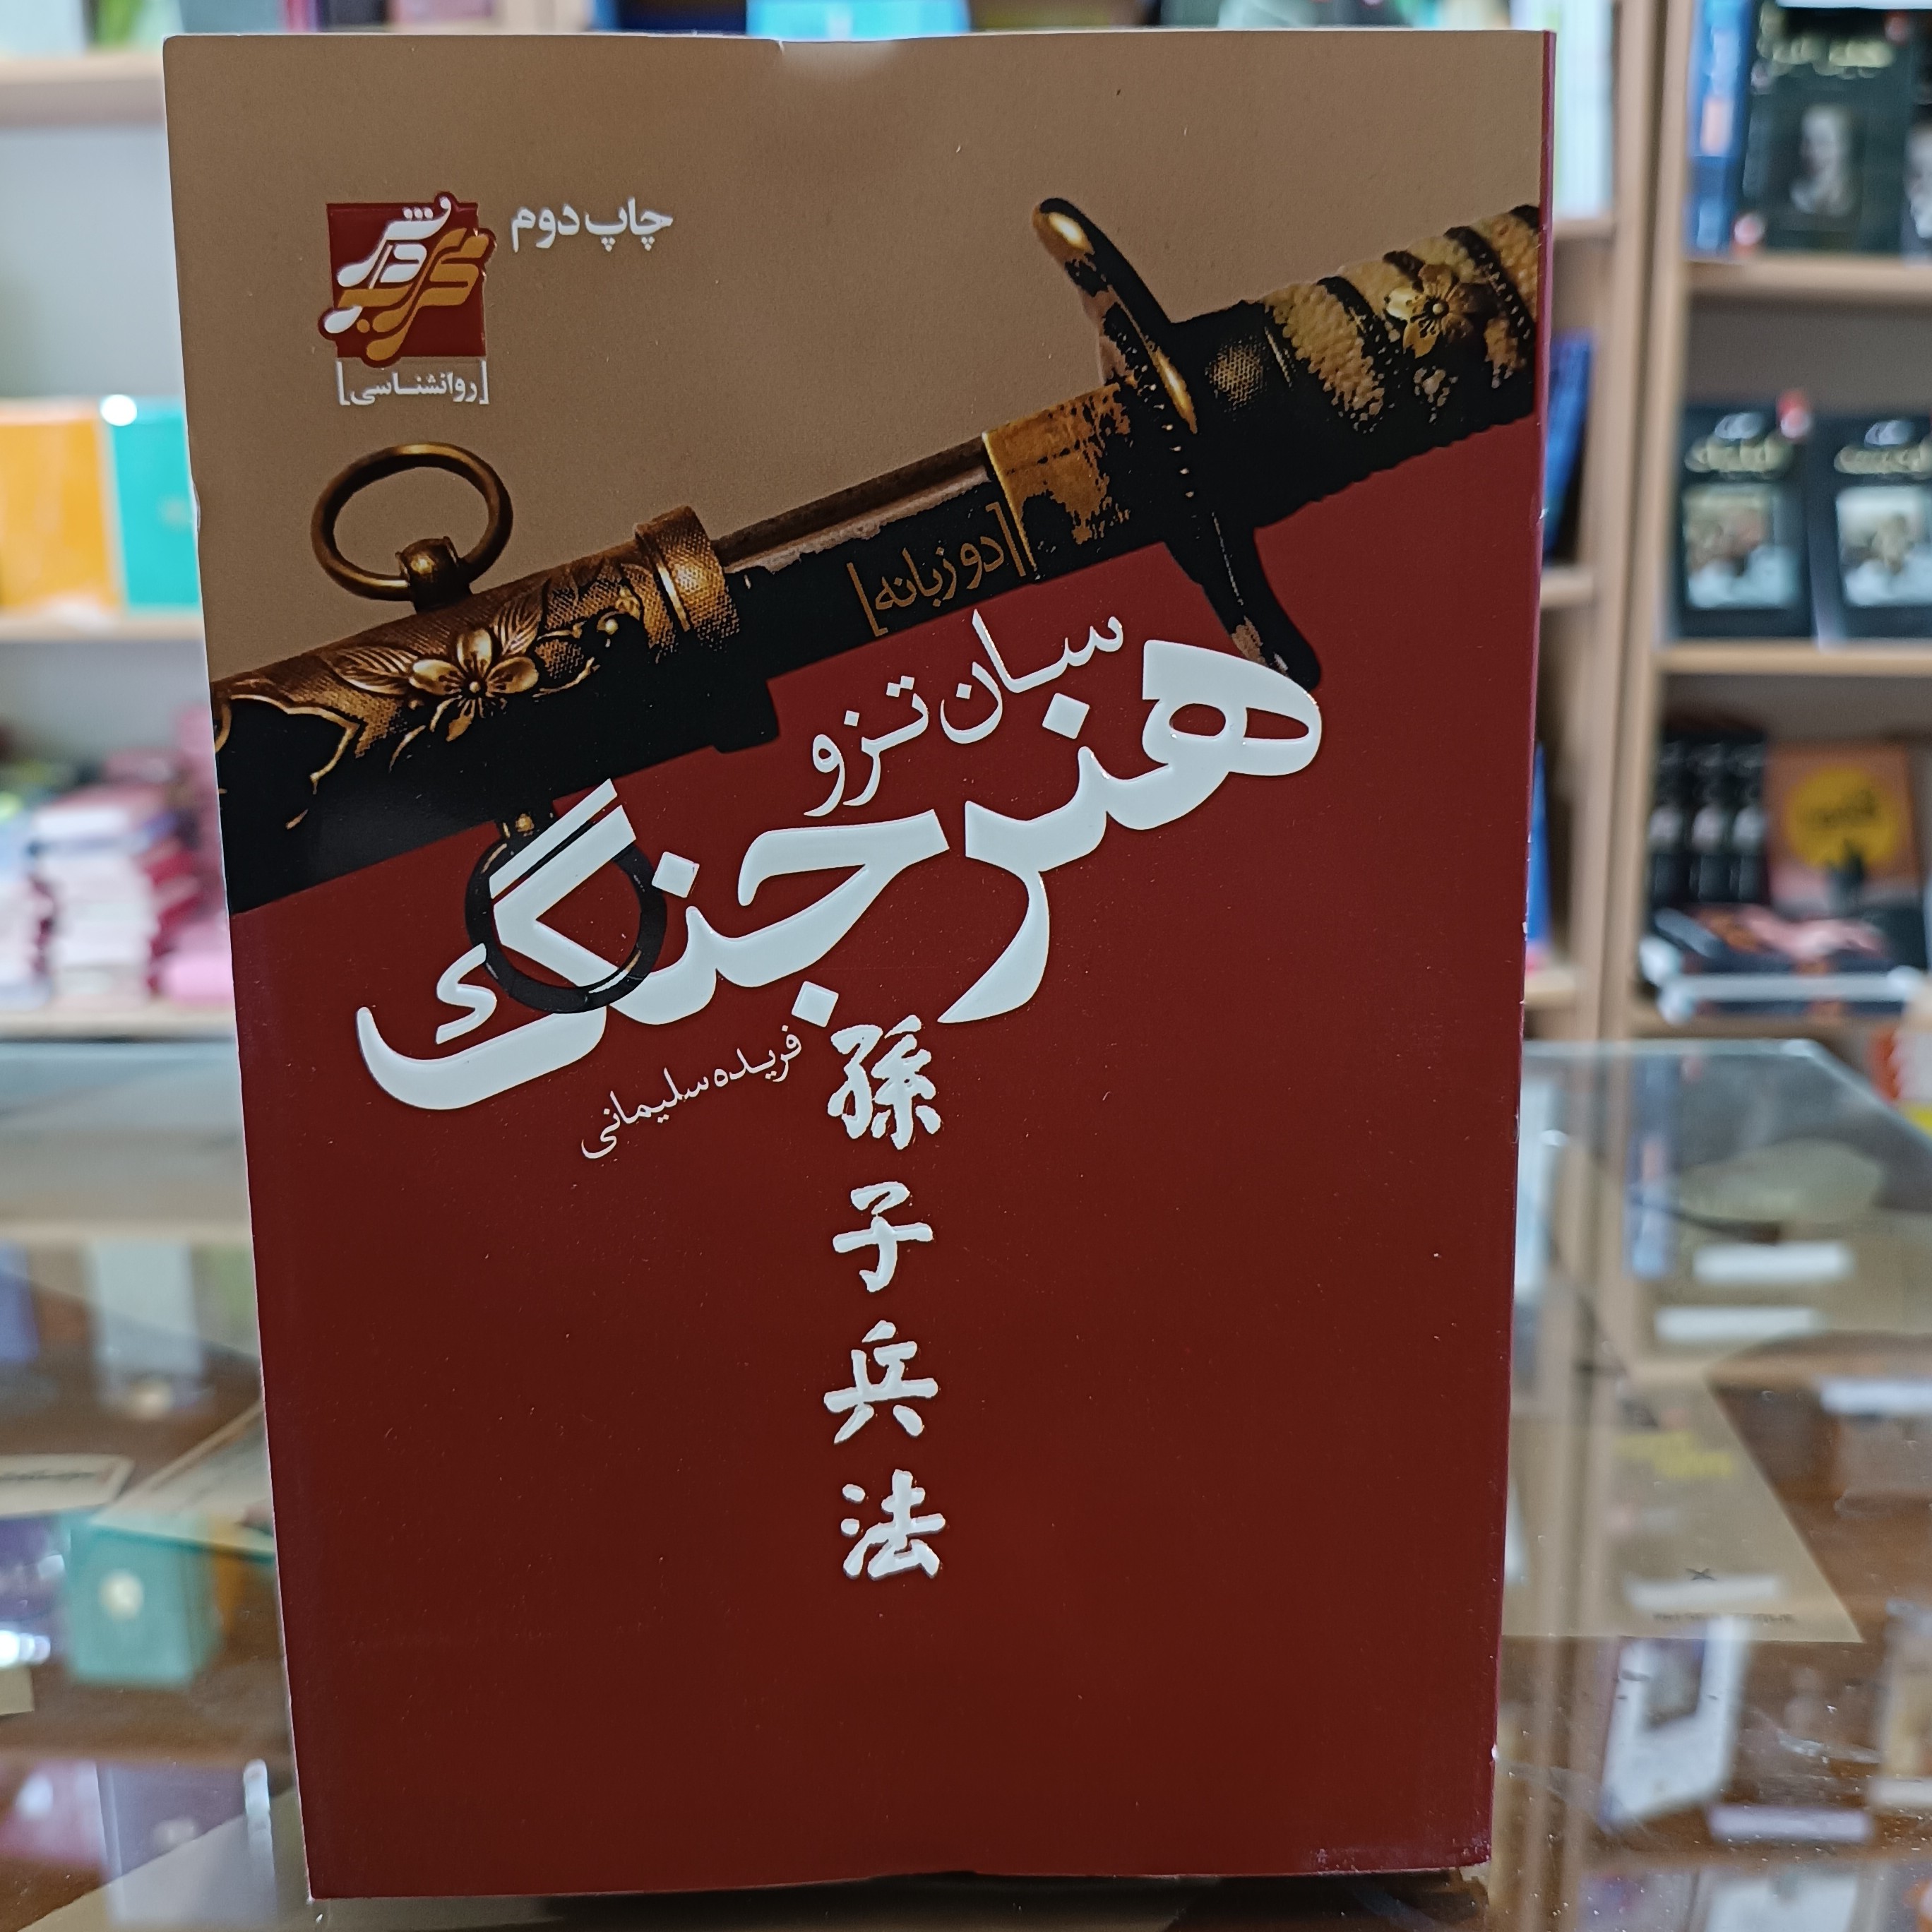 چاپ دوم
[روانشناسی]
[دو زبانه]
سان تزو
هنر جنگ
فریده سلیمانی
孫子兵法